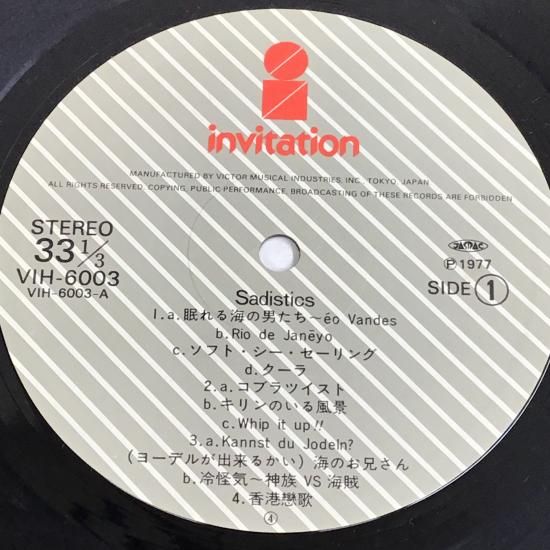 invitation
MANUFACTURED BY VICTOR MUSICAL INDUSTRIES, INC., TOKYO, JAPAN
ALL RIGHTS RESERVED, COPYING, PUBLIC PERFORMANCE, BROADCASTING OF THESE RECORDS ARE FORBIDDEN
STEREO
33 1/3
VIH-6003
VIH-6003-A
JASRAC
Ⓟ1977
SIDE 1
Sadistics
1.a.眠れる海の男たち〜éo Vandes
b.Rio de Janēyo
c.ソフト・シー・セーリング
d.クーラ
2.a.コブラツイスト
b.キリンのいる風景
c.Whip it up!!
3.a.Kannst du Jodeln?
(ヨーデルが出来るかい) 海のお兄さん
b.冷怪気〜神族 VS 海賊
4.香港戀歌
④